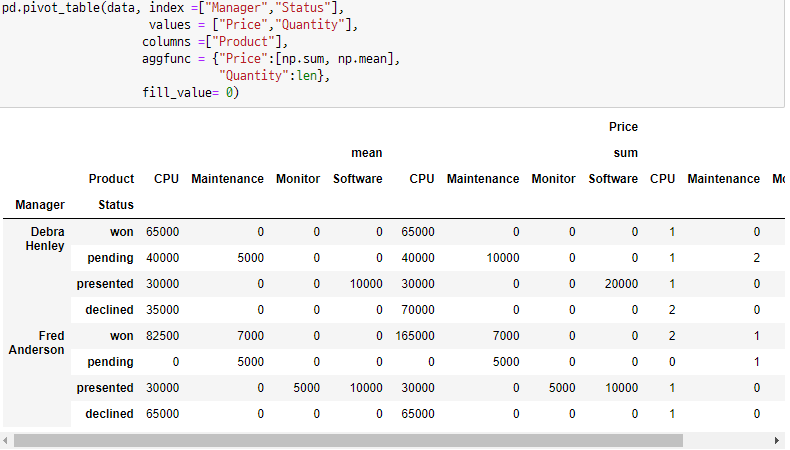 pd.pivot_table(data, index =["Manager","Status"],
values = ["Price","Quantity"],
columns =["Product"],
aggfunc = {"Price":[np.sum, np.mean],
"Quantity":len},
fill_value= 0)
Price
mean sum
Product CPU Maintenance Monitor Software CPU Maintenance Monitor Software CPU Maintenance Mo
Manager Status
Debra Henley won 65000 0 0 0 65000 0 0 0 1 0
pending 40000 5000 0 0 40000 10000 0 0 1 2
presented 30000 0 0 10000 30000 0 0 20000 1 0
declined 35000 0 0 0 70000 0 0 0 2 0
Fred Anderson won 82500 7000 0 0 165000 7000 0 0 2 1
pending 0 5000 0 0 0 5000 0 0 0 1
presented 30000 0 5000 10000 30000 0 5000 10000 1 0
declined 65000 0 0 0 65000 0 0 0 1 0